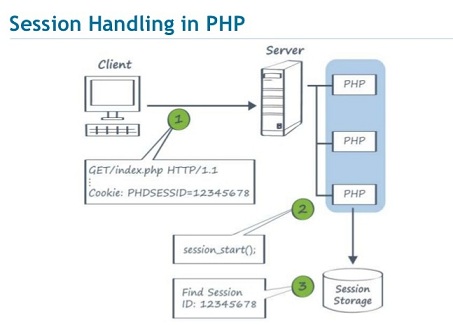 Session Handling in PHP
Client
Server
PHP
PHP
PHP
1
GET/index.php HTTP/1.1
:
Cookie: PHDSESSID=12345678
2
session_start();
3
Find Session
ID: 12345678
Session
Storage